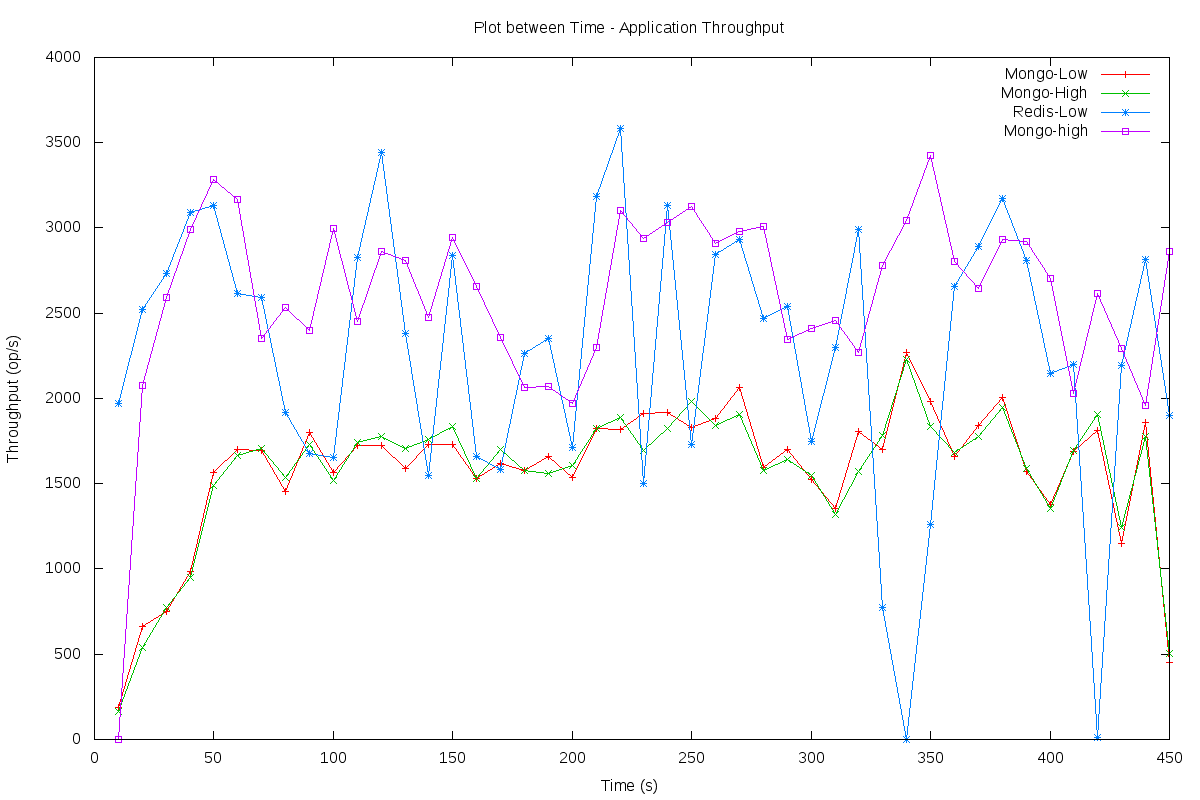 Plot between Time - Application Throughput
Throughput (op/s)
4000
3500
3000
2500
2000
1500
1000
500
0
Mongo-Low
Mongo-High
Redis-Low
Mongo-high
0 50 100 150 200 250 300 350 400 450
Time (s)